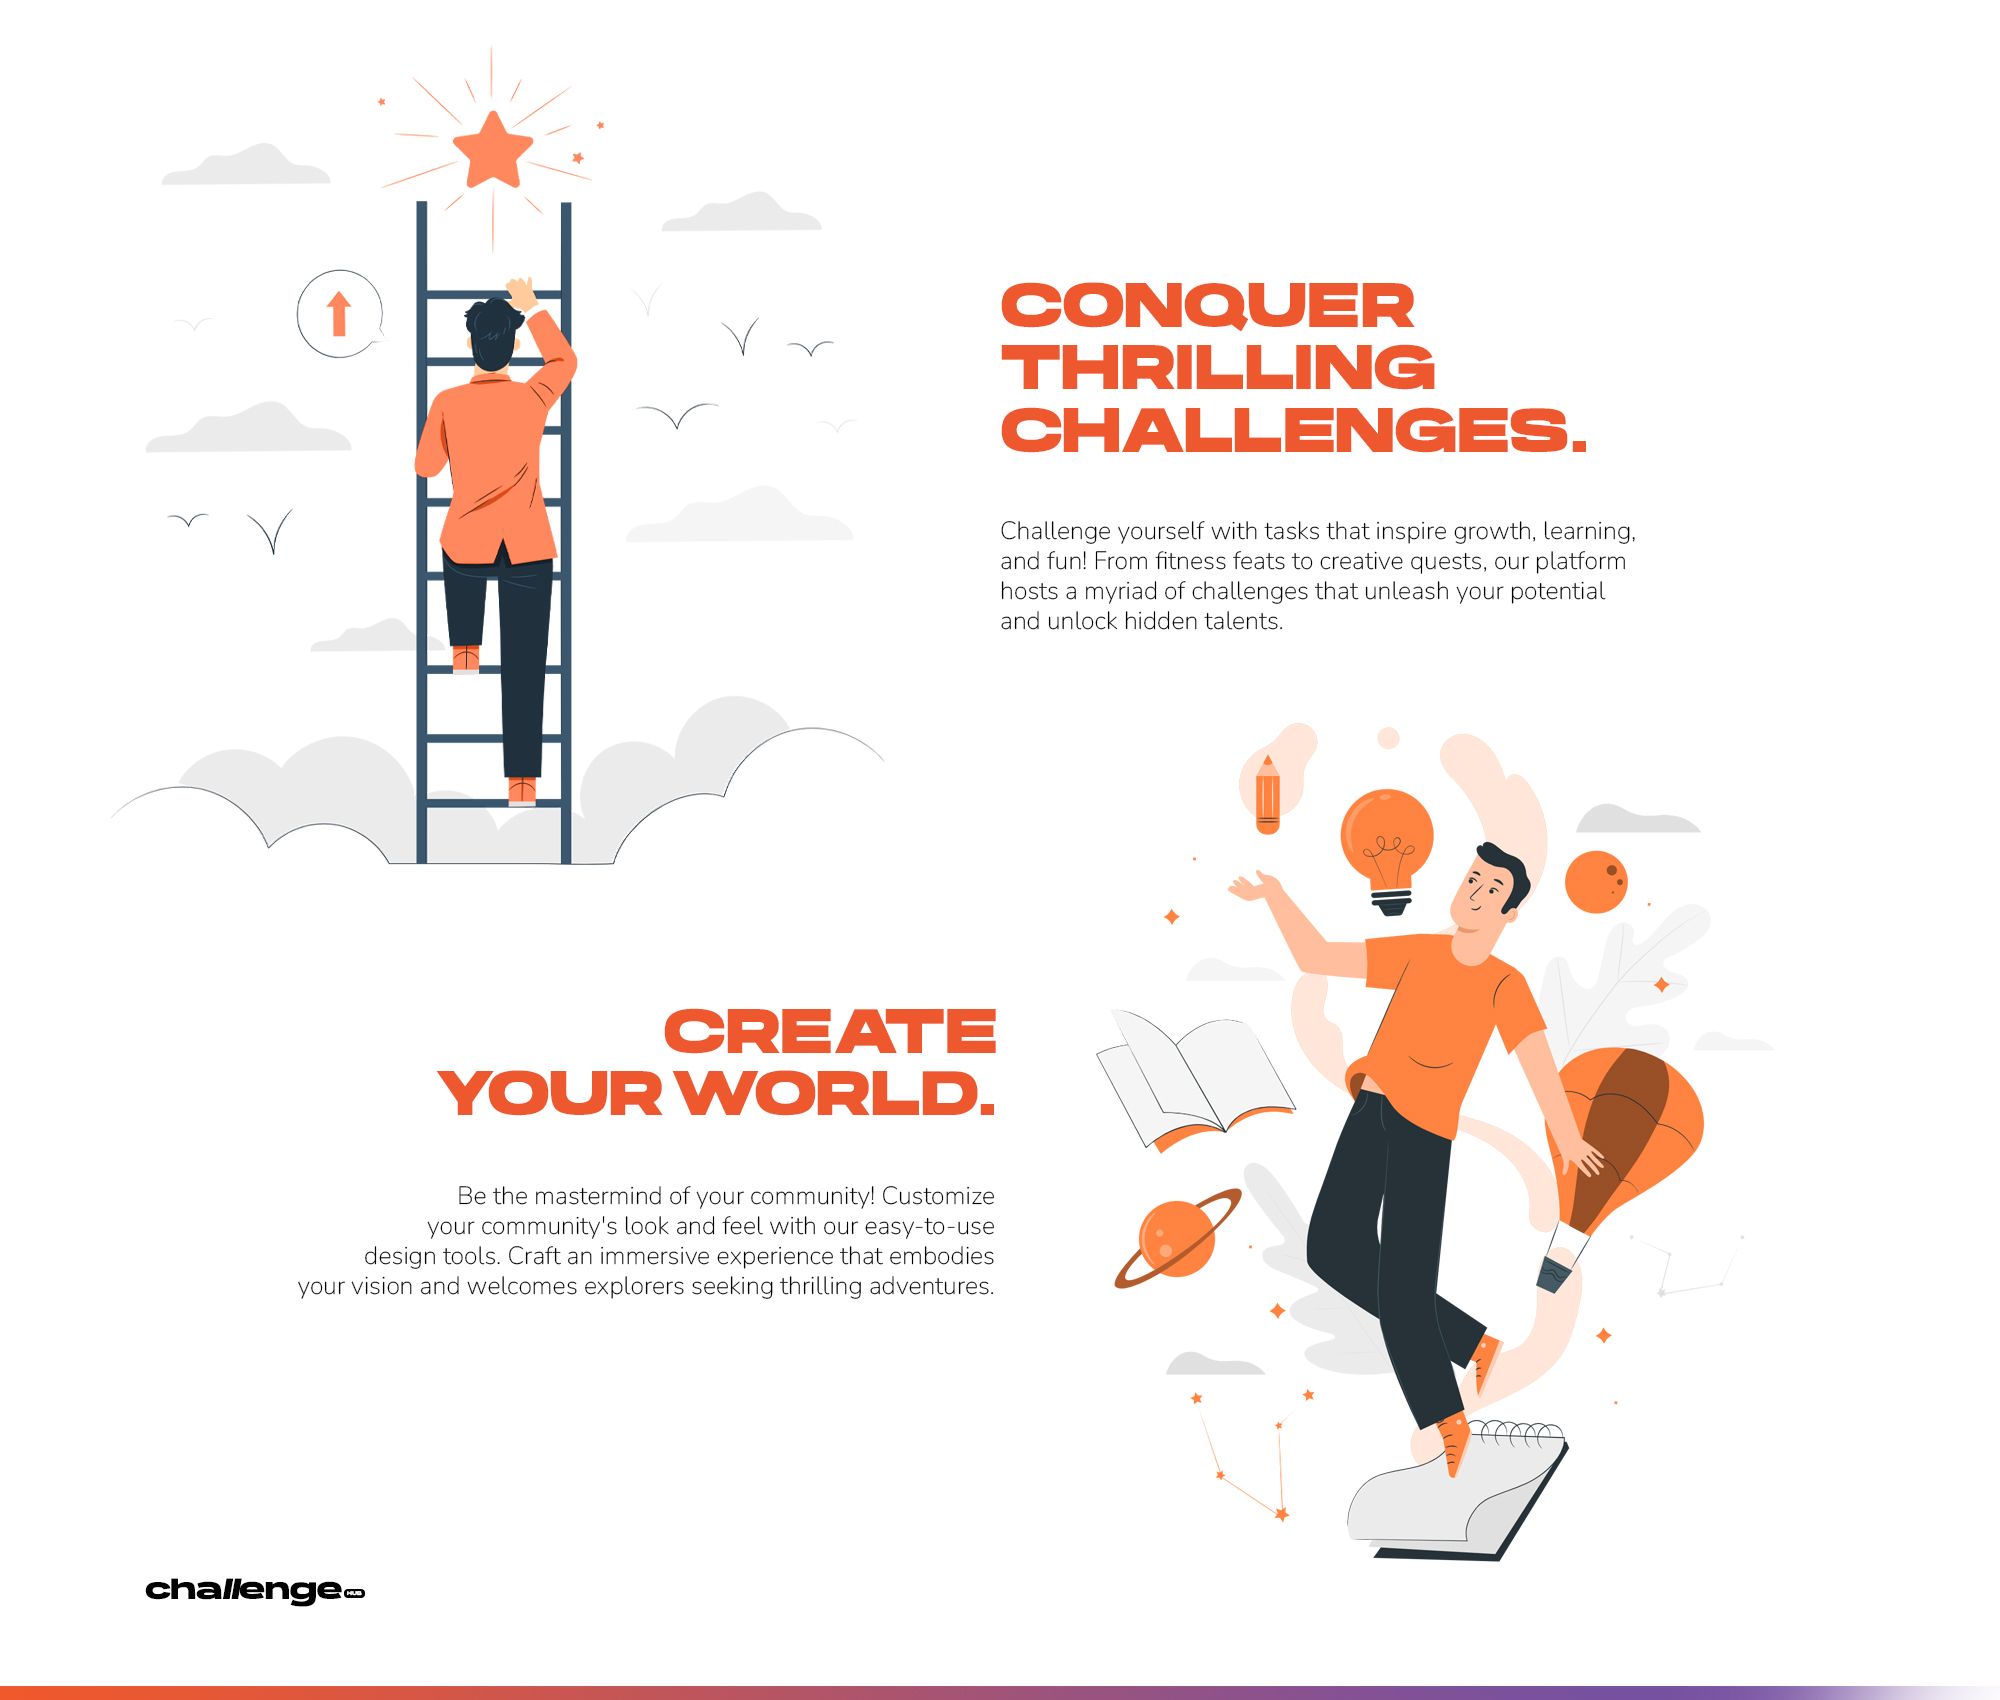 CONQUER
THRILLING
CHALLENGES.
Challenge yourself with tasks that inspire growth, learning,
and fun! From fitness feats to creative quests, our platform
hosts a myriad of challenges that unleash your potential
and unlock hidden talents.
CREATE
YOUR WORLD.
Be the mastermind of your community! Customize
your community's look and feel with our easy-to-use
design tools. Craft an immersive experience that embodies
your vision and welcomes explorers seeking thrilling adventures.
challenge HUB